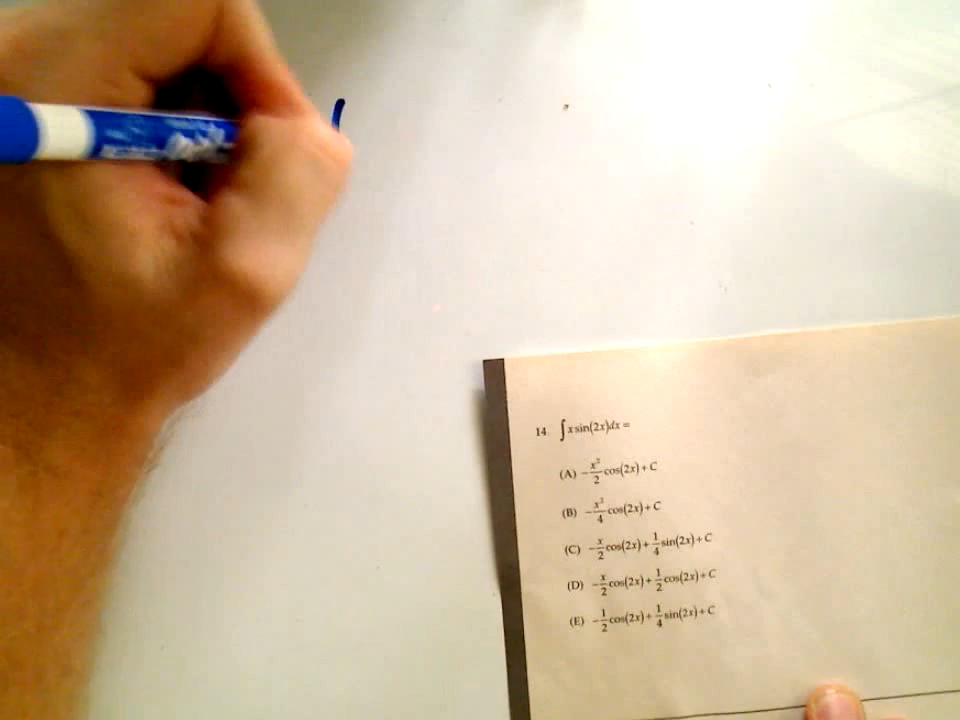 14. ∫x sin(2x)dx =
(A) -x²/2 cos(2x) + C
(B) -x²/4 cos(2x) + C
(C) -x/2 cos(2x) + 1/4 sin(2x) + C
(D) -x/2 cos(2x) + 1/2 cos(2x) + C
(E) -1/2 cos(2x) + 1/4 sin(2x) + C